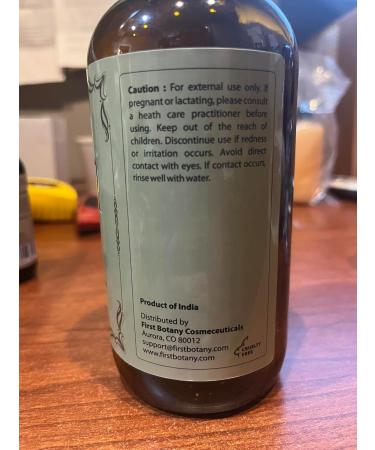 Caution : For external use only. If
pregnant or lactating, please consult
a heath care practitioner before
using. Keep out of the reach of
children. Discontinue use if redness
or irritation occurs. Avoid direct
contact with eyes. If contact occurs,
rinse well with water.
Product of India
Distributed by
First Botany Cosmeceuticals
Aurora, CO 80012
support@firstbotany.com
www.firstbotany.com
CRUELTY
FREE